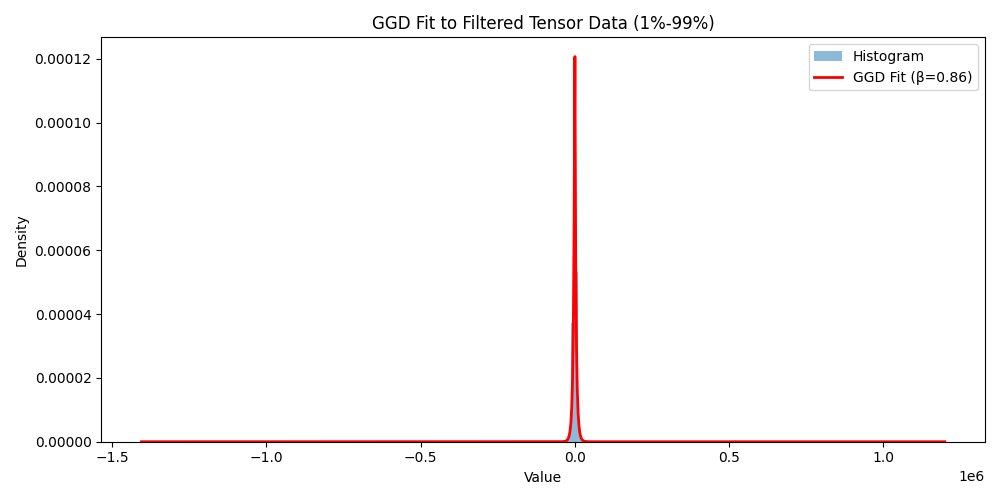 GGD Fit to Filtered Tensor Data (1%-99%)
Histogram
GGD Fit (β=0.86)
Density
0.00012
0.00010
0.00008
0.00006
0.00004
0.00002
0.00000
−1.5 −1.0 −0.5 0.0 0.5 1.0
1e6
Value